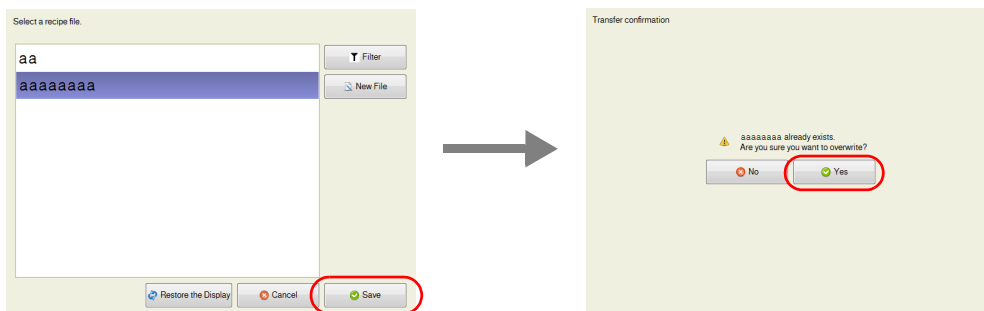 Select a recipe file.
aa
aaaaaaaa
Filter
New File
Restore the Display
Cancel
Save
Transfer confirmation
aaaaaaaa already exists.
Are you sure you want to overwrite?
No
Yes